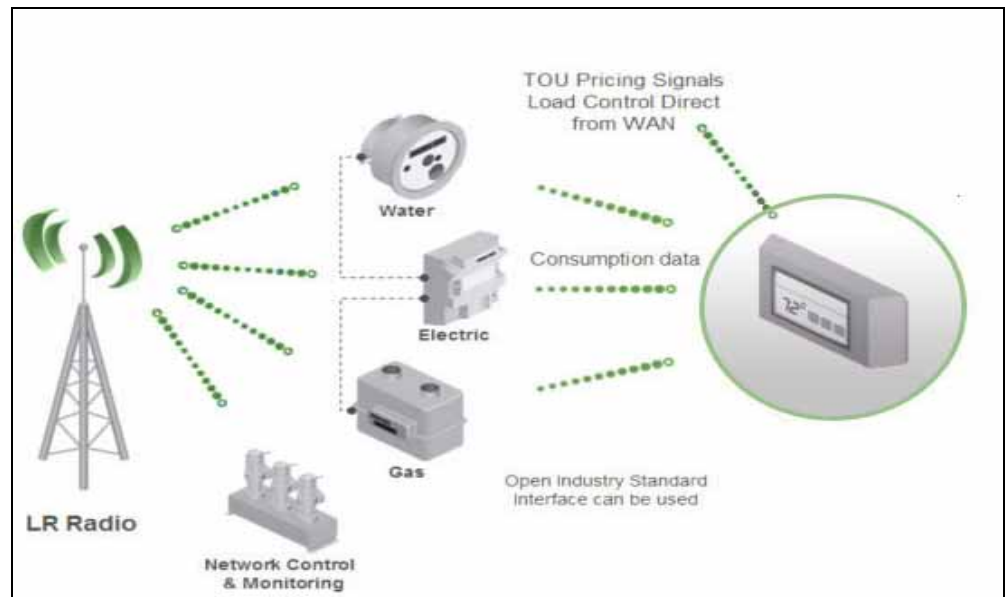 TOU Pricing Signals
Load Control Direct
from WAN
Water
Consumption data
Electric
72°
Gas
Open Industry Standard
Interface can be used
LR Radio
Network Control
& Monitoring